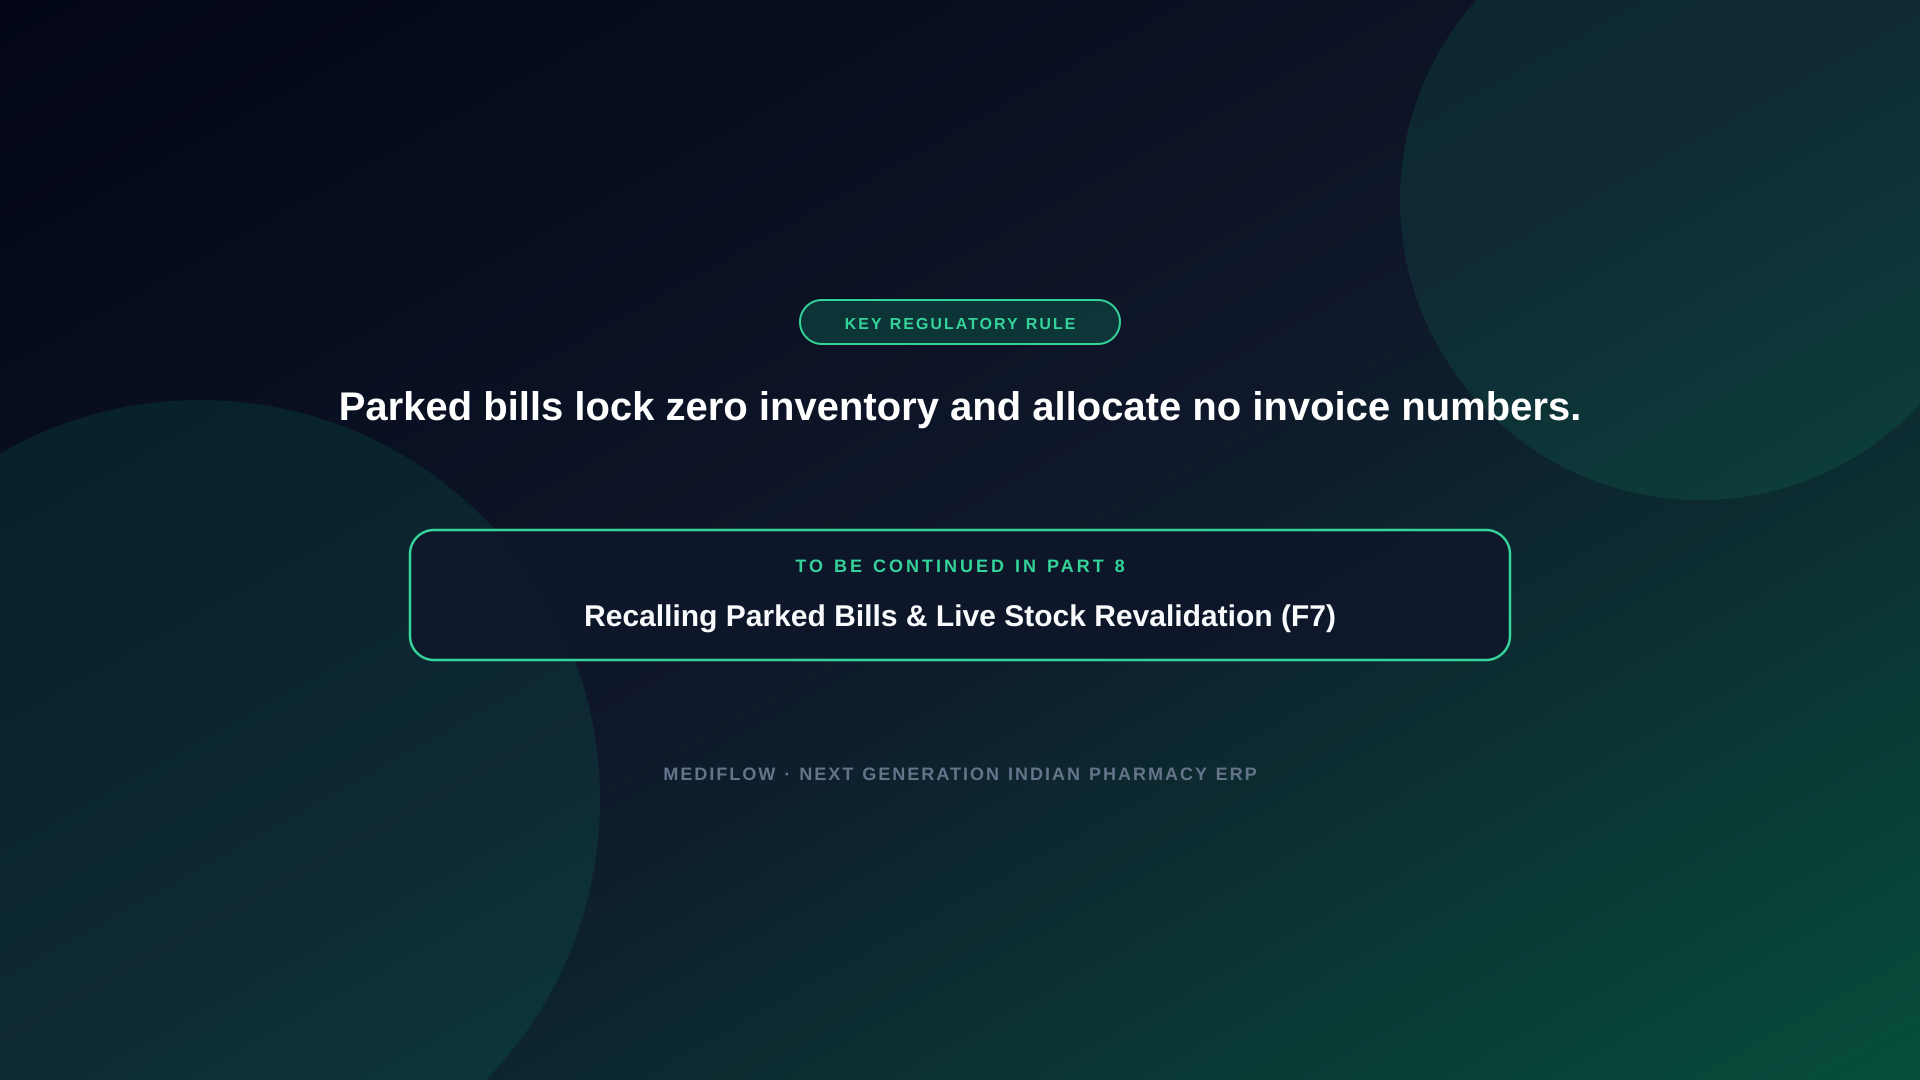 KEY REGULATORY RULE
Parked bills lock zero inventory and allocate no invoice numbers.
TO BE CONTINUED IN PART 8
Recalling Parked Bills & Live Stock Revalidation (F7)
MEDIFLOW · NEXT GENERATION INDIAN PHARMACY ERP